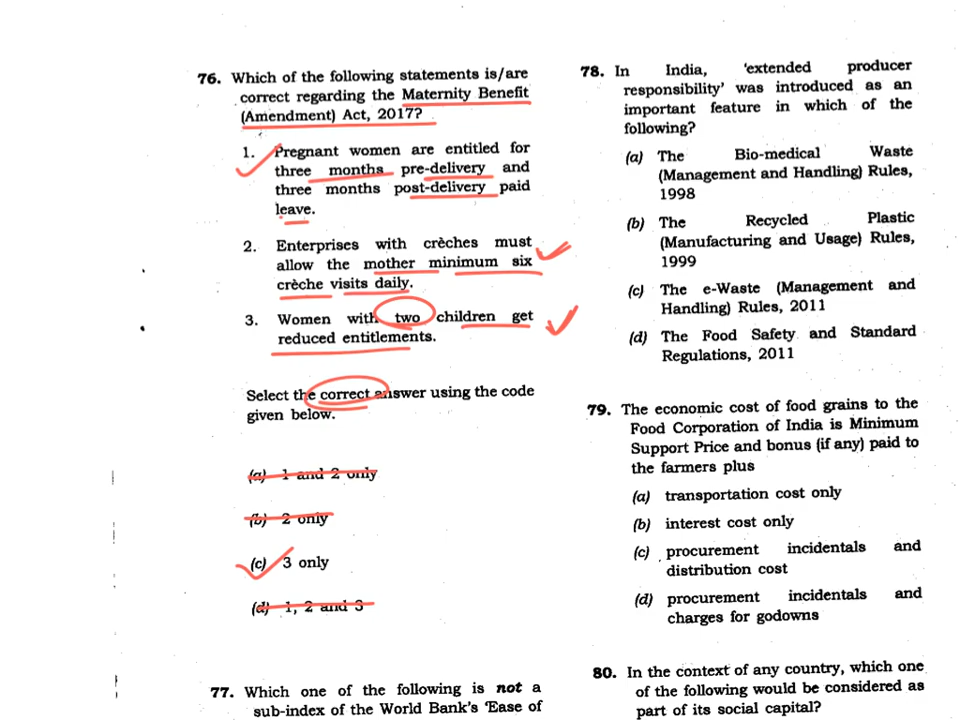 76. Which of the following statements is/are
correct regarding the Maternity Benefit
(Amendment) Act, 2017?
1. Pregnant women are entitled for
three months pre-delivery and
three months post-delivery paid
leave.
2. Enterprises with crèches must
allow the mother minimum six
crèche visits daily.
3. Women with two children get
reduced entitlements.
Select the correct answer using the code
given below.
(a) 1 and 2 only
(b) 2 only
(c) 3 only
(d) 1, 2 and 3
77. Which one of the following is not a
sub-index of the World Bank's 'Ease of
78. In India, 'extended producer
responsibility' was introduced as an
important feature in which of the
following?
(a) The Bio-medical Waste
(Management and Handling) Rules,
1998
(b) The Recycled Plastic
(Manufacturing and Usage) Rules,
1999
(c) The e-Waste (Management and
Handling) Rules, 2011
(d) The Food Safety and Standard
Regulations, 2011
79. The economic cost of food grains to the
Food Corporation of India is Minimum
Support Price and bonus (if any) paid to
the farmers plus
(a) transportation cost only
(b) interest cost only
(c) procurement incidentals and
distribution cost
(d) procurement incidentals and
charges for godowns
80. In the context of any country, which one
of the following would be considered as
part of its social capital?